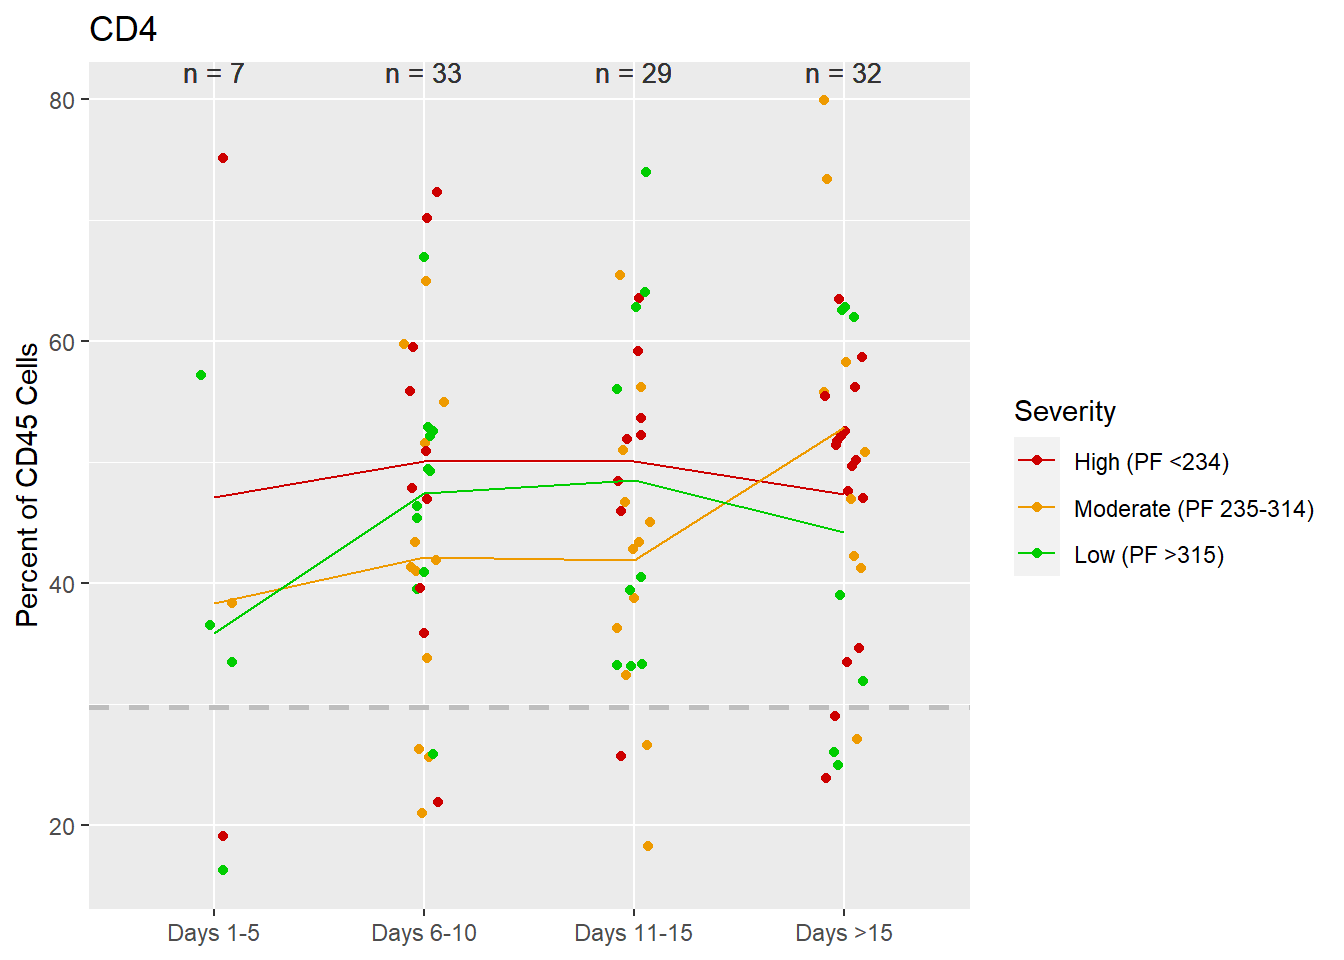 CD4
n = 7
n = 33
n = 29
n = 32
80
60
40
20
Percent of CD45 Cells
Days 1-5
Days 6-10
Days 11-15
Days >15
Severity
High (PF <234)
Moderate (PF 235-314)
Low (PF >315)